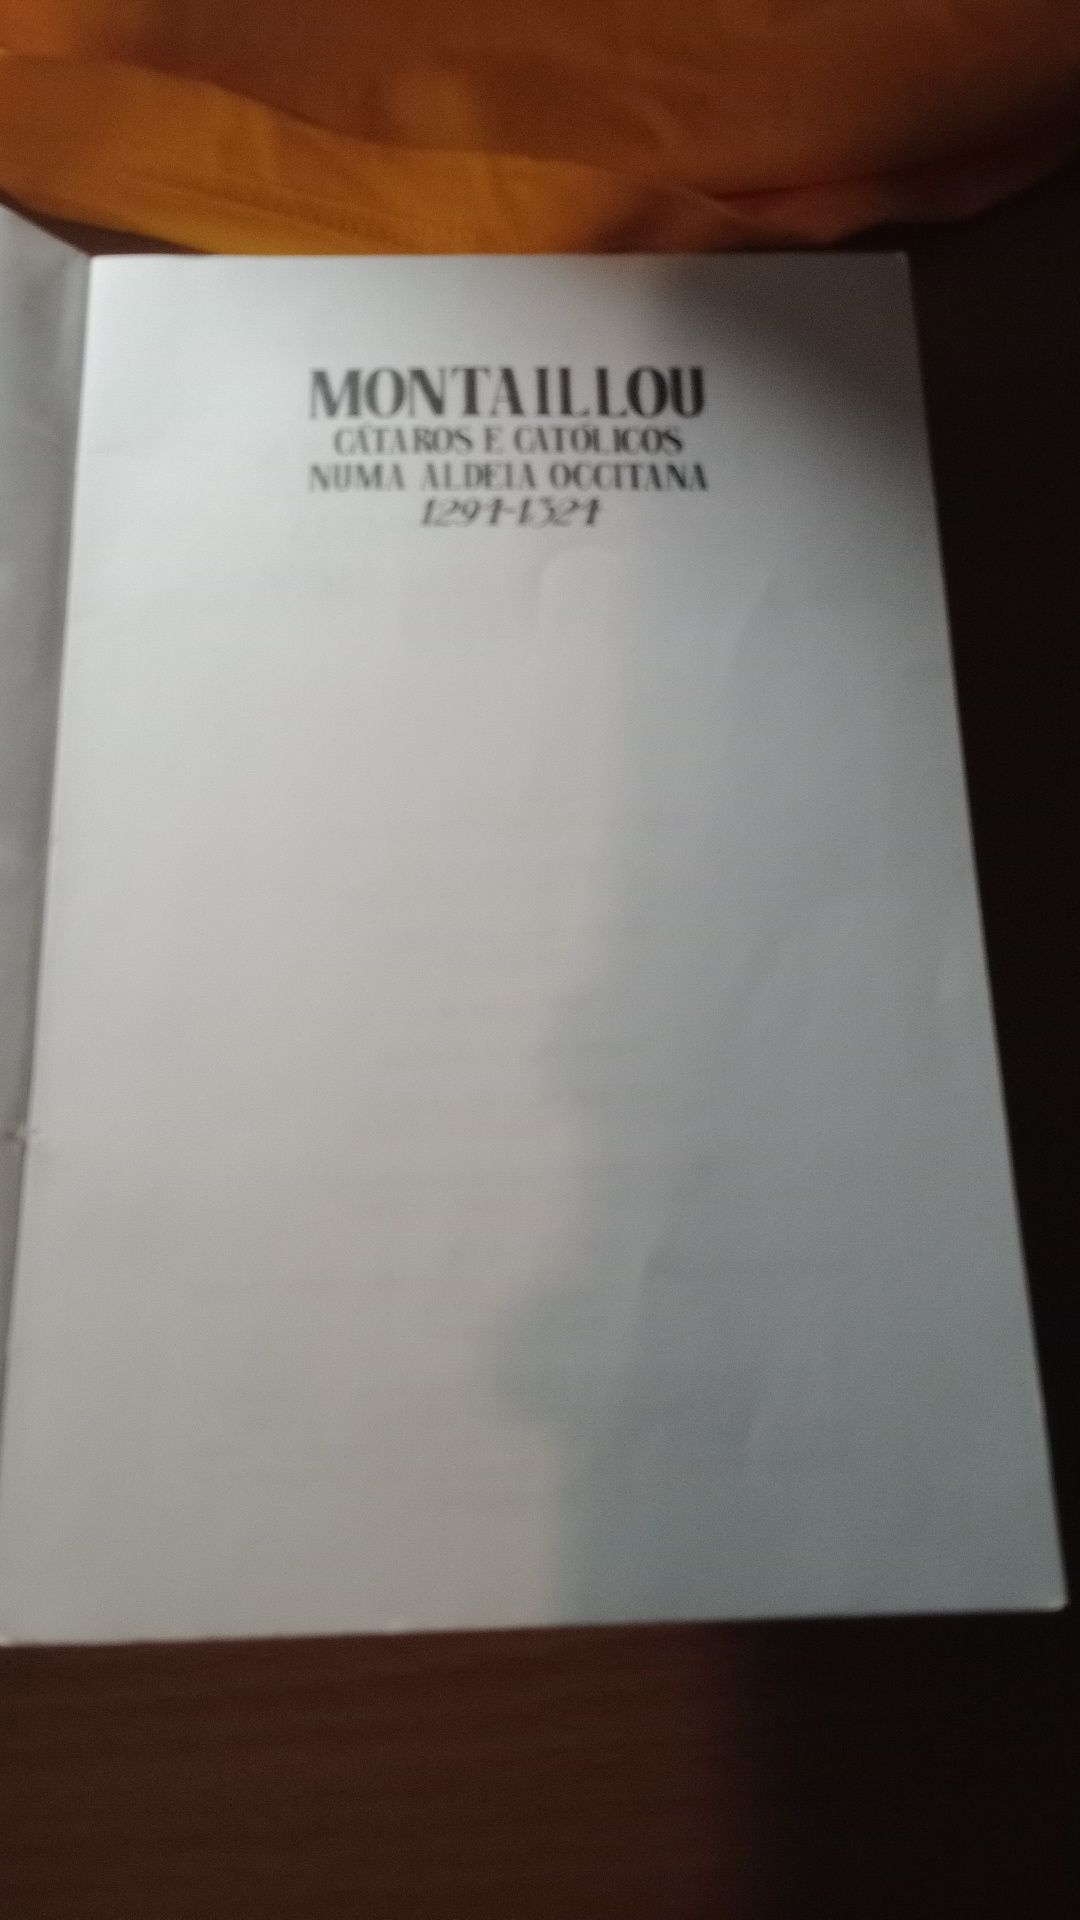 MONTAILLOU
CÁTAROS E CATÓLICOS
NUMA ALDEIA OCCITANA
1294-1324